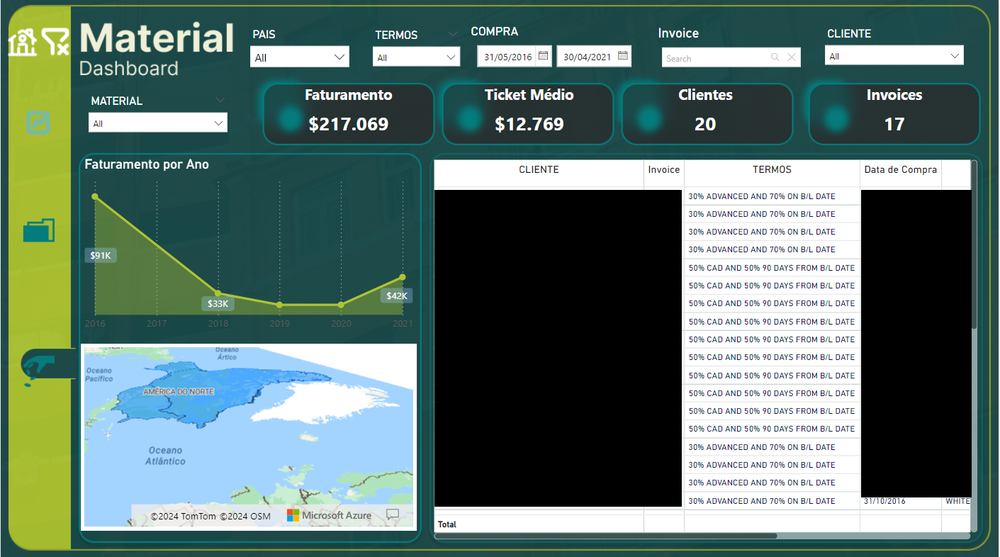 Material
Dashboard
PAIS
All
TERMOS
All
COMPRA
31/05/2016
30/04/2021
Invoice
Search
CLIENTE
All
MATERIAL
All
Faturamento
$217.069
Ticket Médio
$12.769
Clientes
20
Invoices
17
Faturamento por Ano
$91K
$33K
$42K
2016 2017 2018 2019 2020 2021
Oceano
Ártico
Oceano
Pacífico
AMÉRICA DO NORTE
Oceano
Atlântico
©2024 TomTom ©2024 OSM Microsoft Azure
CLIENTE Invoice TERMOS Data de Compra
30% ADVANCED AND 70% ON B/L DATE
30% ADVANCED AND 70% ON B/L DATE
30% ADVANCED AND 70% ON B/L DATE
30% ADVANCED AND 70% ON B/L DATE
50% CAD AND 50% 90 DAYS FROM B/L DATE
50% CAD AND 50% 90 DAYS FROM B/L DATE
50% CAD AND 50% 90 DAYS FROM B/L DATE
50% CAD AND 50% 90 DAYS FROM B/L DATE
50% CAD AND 50% 90 DAYS FROM B/L DATE
50% CAD AND 50% 90 DAYS FROM B/L DATE
50% CAD AND 50% 90 DAYS FROM B/L DATE
50% CAD AND 50% 90 DAYS FROM B/L DATE
50% CAD AND 50% 90 DAYS FROM B/L DATE
50% CAD AND 50% 90 DAYS FROM B/L DATE
30% ADVANCED AND 70% ON B/L DATE
30% ADVANCED AND 70% ON B/L DATE
30% ADVANCED AND 70% ON B/L DATE
30% ADVANCED AND 70% ON B/L DATE 31/10/2016 WHITE
Total